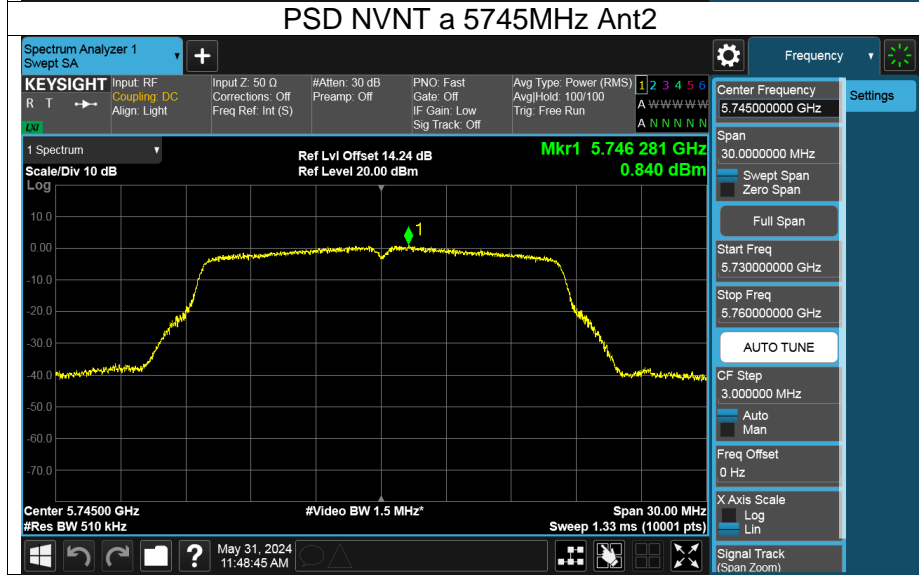 PSD NVNT a 5745MHz Ant2
Spectrum Analyzer 1
Swept SA
+
Frequency
KEYSIGHT
R T
LXI
Input: RF
Coupling: DC
Align: Light
Input Z: 50 Ω
Corrections: Off
Freq Ref: Int (S)
#Atten: 30 dB
Preamp: Off
PNO: Fast
Gate: Off
IF Gain: Low
Sig Track: Off
Avg Type: Power (RMS)
Avg|Hold: 100/100
Trig: Free Run
1 2 3 4 5 6
A W W W W W
A N N N N N
1 Spectrum
Scale/Div 10 dB
Log
Ref Lvl Offset 14.24 dB
Ref Level 20.00 dBm
Mkr1 5.746 281 GHz
0.840 dBm
1
10.0
0.00
-10.0
-20.0
-30.0
-40.0
-50.0
-60.0
-70.0
Center 5.74500 GHz
#Res BW 510 kHz
#Video BW 1.5 MHz*
Span 30.00 MHz
Sweep 1.33 ms (10001 pts)
?
May 31, 2024
11:48:45 AM
Center Frequency
5.745000000 GHz
Settings
Span
30.0000000 MHz
Swept Span
Zero Span
Full Span
Start Freq
5.730000000 GHz
Stop Freq
5.760000000 GHz
AUTO TUNE
CF Step
3.000000 MHz
Auto
Man
Freq Offset
0 Hz
X Axis Scale
Log
Lin
Signal Track
(Span Zoom)